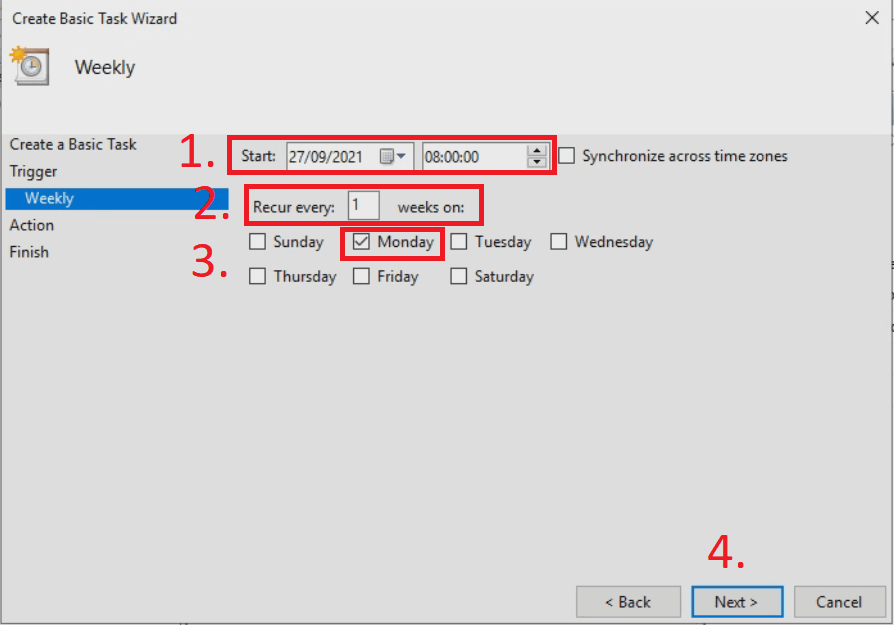 Create Basic Task Wizard
Weekly
Create a Basic Task
1. Start: 27/09/2021 08:00:00 Synchronize across time zones
Trigger
Weekly
2. Recur every: 1 weeks on:
Action
Sunday Monday Tuesday Wednesday
Finish
3.
Thursday Friday Saturday
4.
< Back Next > Cancel